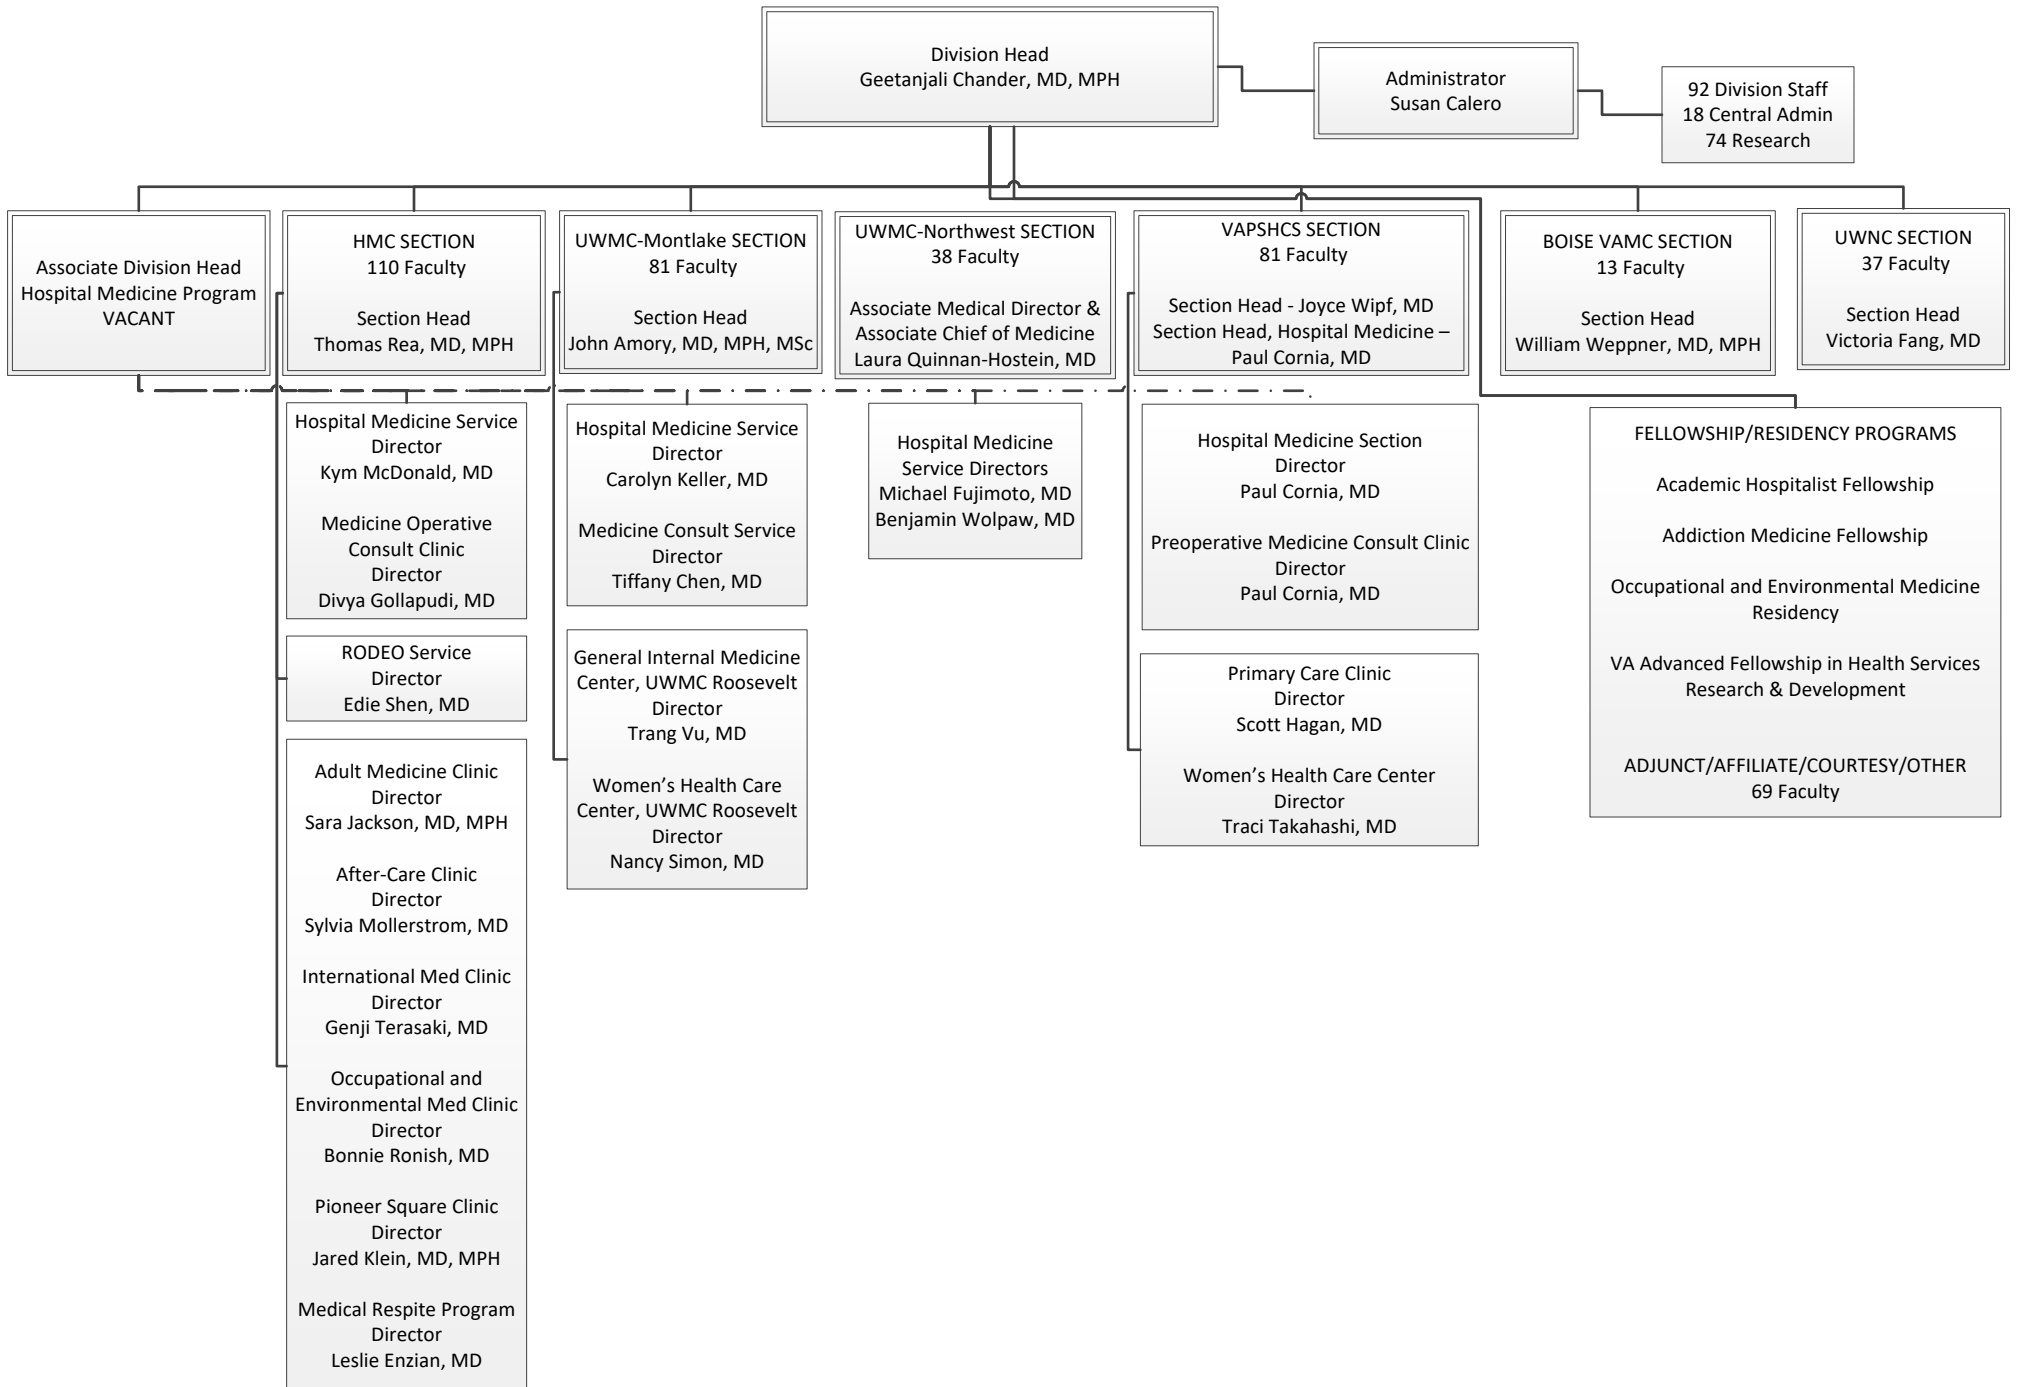 Division Head
Geetanjali Chander, MD, MPH
Administrator
Susan Calero
92 Division Staff
18 Central Admin
74 Research
Associate Division Head
Hospital Medicine Program
VACANT
HMC SECTION
110 Faculty
Section Head
Thomas Rea, MD, MPH
UWMC-Montlake SECTION
81 Faculty
Section Head
John Amory, MD, MPH, MSc
UWMC-Northwest SECTION
38 Faculty
Associate Medical Director &
Associate Chief of Medicine
Laura Quinnan-Hostein, MD
VAPSHCS SECTION
81 Faculty
Section Head - Joyce Wipf, MD
Section Head, Hospital Medicine –
Paul Cornia, MD
BOISE VAMC SECTION
13 Faculty
Section Head
William Weppner, MD, MPH
UWNC SECTION
37 Faculty
Section Head
Victoria Fang, MD
Hospital Medicine Service
Director
Kym McDonald, MD
Medicine Operative
Consult Clinic
Director
Divya Gollapudi, MD
RODEO Service
Director
Edie Shen, MD
Adult Medicine Clinic
Director
Sara Jackson, MD, MPH
After-Care Clinic
Director
Sylvia Mollerstrom, MD
International Med Clinic
Director
Genji Terasaki, MD
Occupational and
Environmental Med Clinic
Director
Bonnie Ronish, MD
Pioneer Square Clinic
Director
Jared Klein, MD, MPH
Medical Respite Program
Director
Leslie Enzian, MD
Hospital Medicine Service
Director
Carolyn Keller, MD
Medicine Consult Service
Director
Tiffany Chen, MD
General Internal Medicine
Center, UWMC Roosevelt
Director
Trang Vu, MD
Women’s Health Care
Center, UWMC Roosevelt
Director
Nancy Simon, MD
Hospital Medicine
Service Directors
Michael Fujimoto, MD
Benjamin Wolpaw, MD
Hospital Medicine Section
Director
Paul Cornia, MD
Preoperative Medicine Consult Clinic
Director
Paul Cornia, MD
Primary Care Clinic
Director
Scott Hagan, MD
Women’s Health Care Center
Director
Traci Takahashi, MD
FELLOWSHIP/RESIDENCY PROGRAMS
Academic Hospitalist Fellowship
Addiction Medicine Fellowship
Occupational and Environmental Medicine
Residency
VA Advanced Fellowship in Health Services
Research & Development
ADJUNCT/AFFILIATE/COURTESY/OTHER
69 Faculty